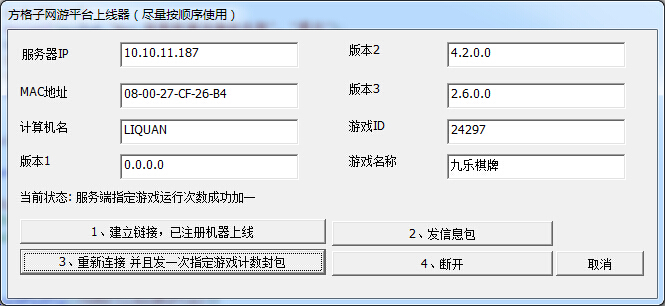 方格子网游平台上线器（尽量按顺序使用）
服务器IP 10.10.11.187 版本2 4.2.0.0
MAC地址 08-00-27-CF-26-B4 版本3 2.6.0.0
计算机名 LIQUAN 游戏ID 24297
版本1 0.0.0.0 游戏名称 九乐棋牌
当前状态: 服务端指定游戏运行次数成功加一
1、建立链接，已注册机器上线 2、发信息包
3、重新连接 并且发一次指定游戏计数封包 4、断开 取消